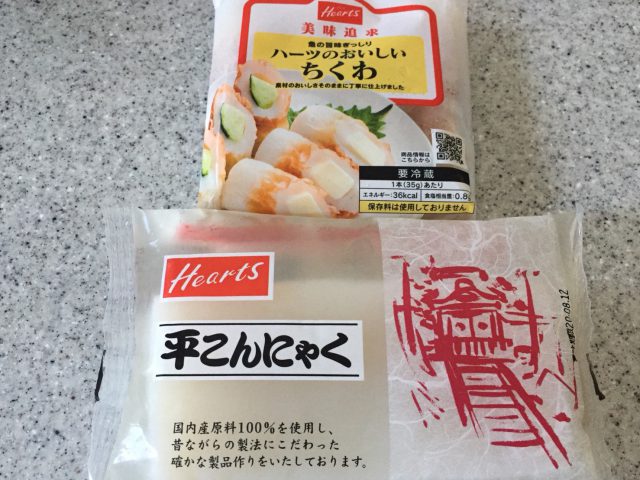 Hearts
美味追求
魚の旨味ぎっしり
ハーツのおいしい
ちくわ
素材のおいしさそのままに丁寧に仕上げました
商品情報は
こちらから
要冷蔵
1本(35g)あたり
エネルギー:36kcal 食塩相当量:0.8g
保存料は使用しておりません
Hearts
平こんにゃく
国内産原料100%を使用し、
昔ながらの製法にこだわった
確かな製品作りをいたしております。
20.08.12